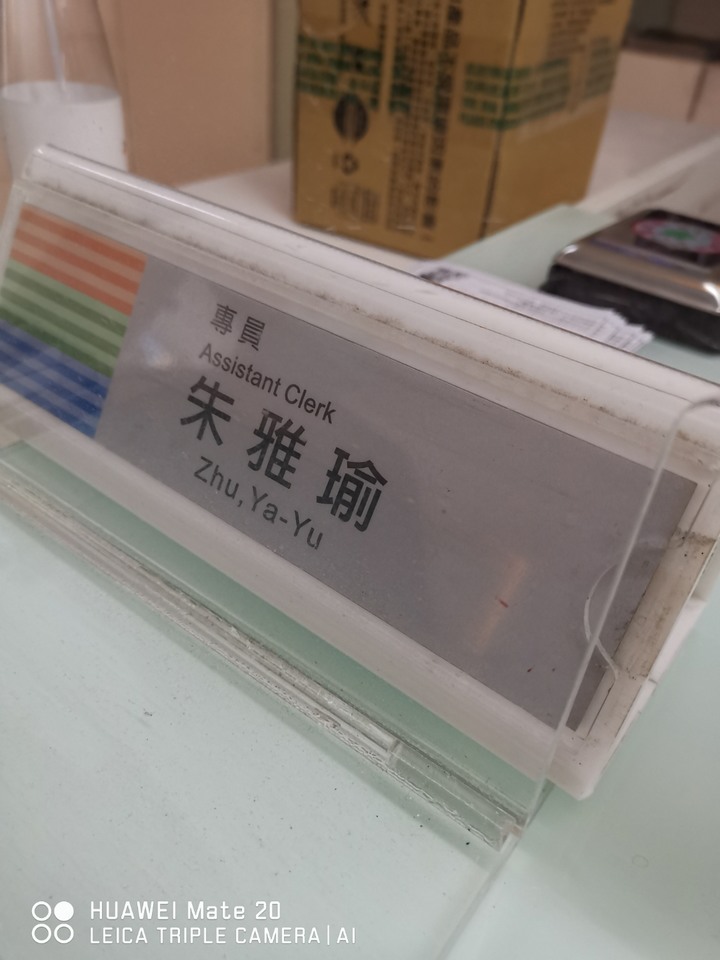 專員
Assistant Clerk
朱雅瑜
Zhu, Ya-Yu
HUAWEI Mate 20
LEICA TRIPLE CAMERA | AI